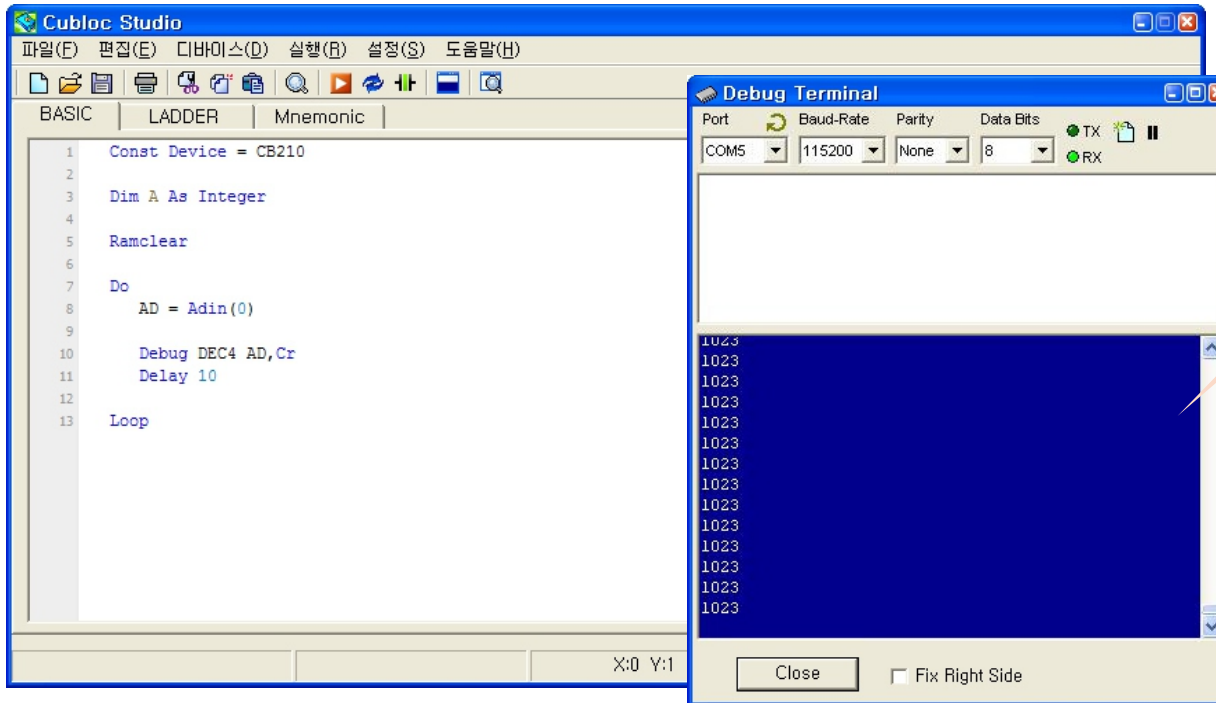 Cubloc Studio
파일(F) 편집(E) 디바이스(D) 실행(R) 설정(S) 도움말(H)
BASIC LADDER Mnemonic
1 Const Device = CB210
2
3 Dim A As Integer
4
5 Ramclear
6
7 Do
8 AD = Adin(0)
9
10 Debug DEC4 AD,Cr
11 Delay 10
12
13 Loop
X:0 Y:1
Debug Terminal
Port Baud-Rate Parity Data Bits
TX
COM5 115200 None 8
RX
1023
1023
1023
1023
1023
1023
1023
1023
1023
1023
1023
1023
1023
1023
Close Fix Right Side